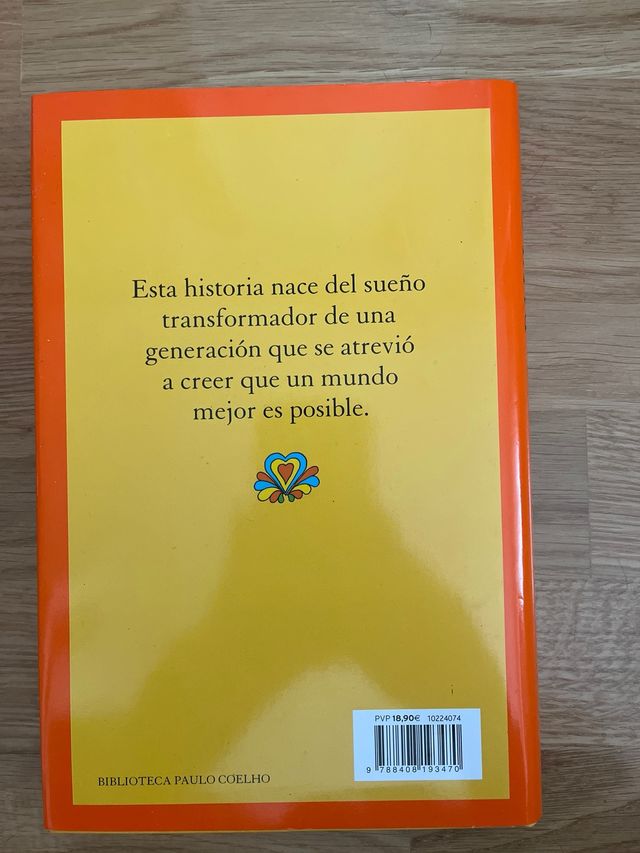 Esta historia nace del sueño
transformador de una
generación que se atrevió
a creer que un mundo
mejor es posible.
PVP 18,90€ 10224074
9 788408 193470
BIBLIOTECA PAULO COELHO